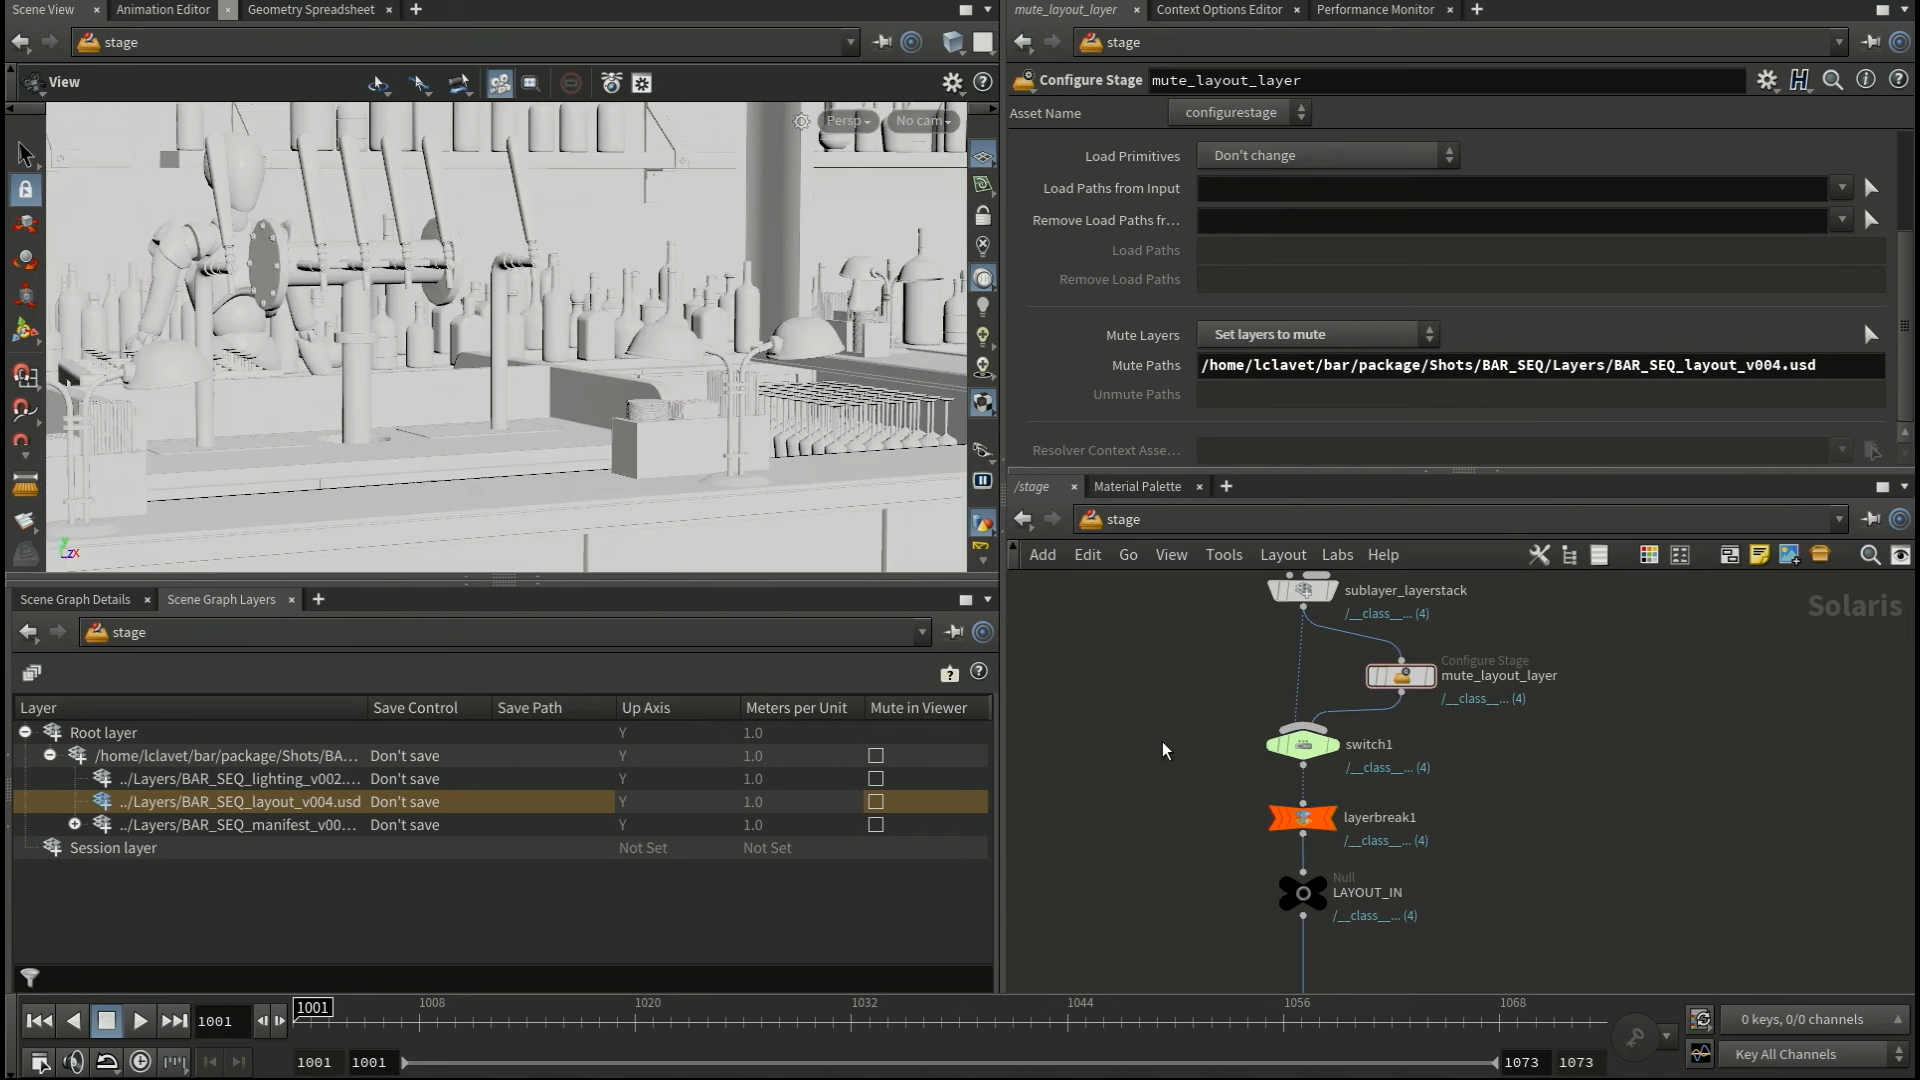 Scene View
Animation Editor
Geometry Spreadsheet
stage
View
Persp
No cam
Scene Graph Details
Scene Graph Layers
stage
Layer Save Control Save Path Up Axis Meters per Unit Mute in Viewer
Root layer Y 1.0
/home/lclavet/bar/package/Shots/BA... Don't save Y 1.0
../Layers/BAR_SEQ_lighting_v002.... Don't save Y 1.0
../Layers/BAR_SEQ_layout_v004.usd Don't save Y 1.0
../Layers/BAR_SEQ_manifest_v00... Don't save Y 1.0
Session layer Not Set Not Set
mute_layout_layer
Context Options Editor
Performance Monitor
stage
Configure Stage mute_layout_layer
Asset Name configurestage
Load Primitives Don't change
Load Paths from Input
Remove Load Paths fr...
Load Paths
Remove Load Paths
Mute Layers Set layers to mute
Mute Paths /home/lclavet/bar/package/Shots/BAR_SEQ/Layers/BAR_SEQ_layout_v004.usd
Unmute Paths
Resolver Context Asse...
/stage
Material Palette
stage
Add Edit Go View Tools Layout Labs Help
Solaris
sublayer_layerstack
/__class__... (4)
Configure Stage
mute_layout_layer
/__class__... (4)
switch1
/__class__... (4)
layerbreak1
/__class__... (4)
Null
LAYOUT_IN
/__class__... (4)
1001
1001 1008 1020 1032 1044 1056 1068
0 keys, 0/0 channels
1001 1001 1073 1073
Key All Channels